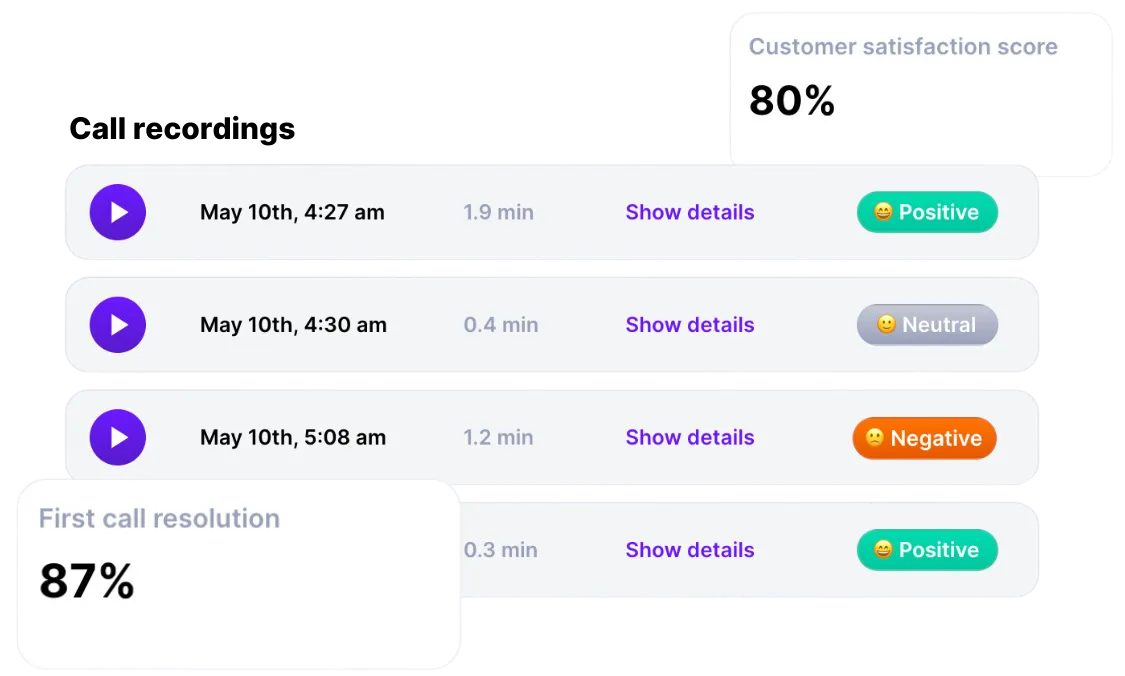 Customer satisfaction score
80%
Call recordings
May 10th, 4:27 am 1.9 min Show details 😄 Positive
May 10th, 4:30 am 0.4 min Show details 🙂 Neutral
May 10th, 5:08 am 1.2 min Show details 🙁 Negative
0.3 min Show details 😄 Positive
First call resolution
87%